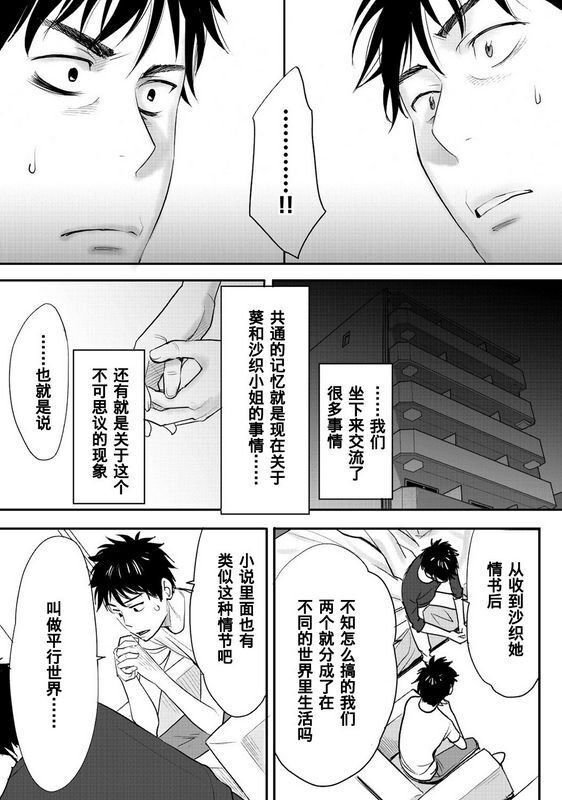 ………!!
……我们
坐下来交流了
很多事情
共通的记忆就是现在关于
葵和沙织小姐的事情……
还有就是关于这个
不可思议的现象
……
也就是说
从收到沙织她
情书后
不知怎么搞的我们
两个就分成了在
不同的世界里生活吗
小说里面也有
类似这种情节吧
叫做平行世界……